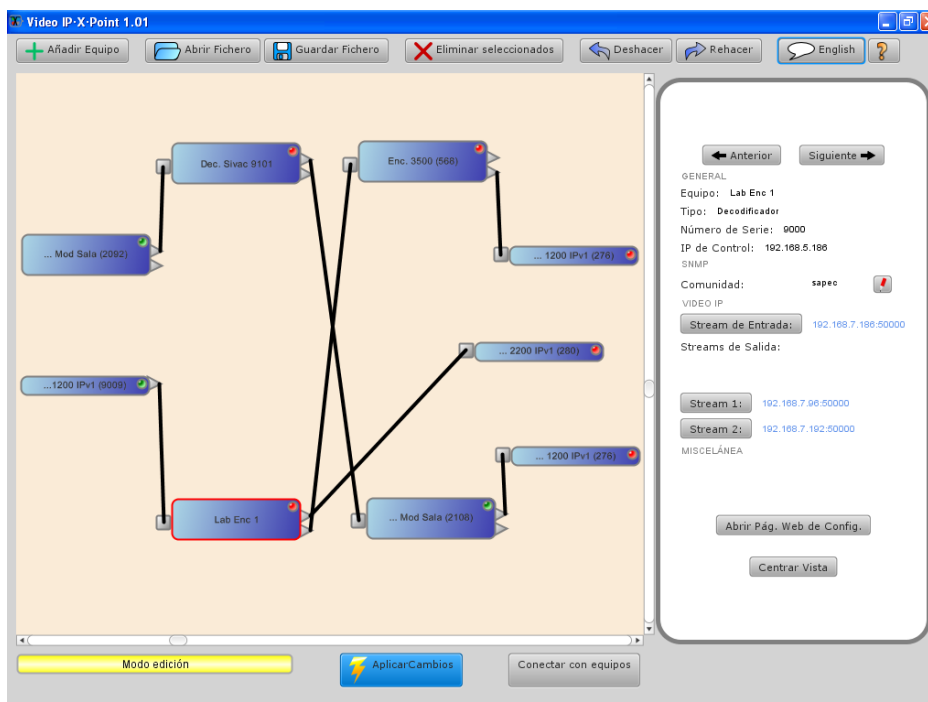 Video IP-X-Point 1.01
Añadir Equipo
Abrir Fichero
Guardar Fichero
Eliminar seleccionados
Deshacer
Rehacer
English
Dec. Sivac 9101
Enc. 3500 (568)
... Mod Sala (2092)
... 1200 IPv1 (276)
... 2200 IPv1 (280)
...1200 IPv1 (9009)
... 1200 IPv1 (276)
Lab Enc 1
... Mod Sala (2108)
Anterior
Siguiente
GENERAL
Equipo: Lab Enc 1
Tipo: Decodificador
Número de Serie: 9000
IP de Control: 192.168.5.186
SNMP
Comunidad: sapec
VIDEO IP
Stream de Entrada: 192.168.7.186:50000
Streams de Salida:
Stream 1: 192.168.7.96:50000
Stream 2: 192.168.7.192:50000
MISCELÁNEA
Abrir Pág. Web de Config.
Centrar Vista
Modo edición
AplicarCambios
Conectar con equipos